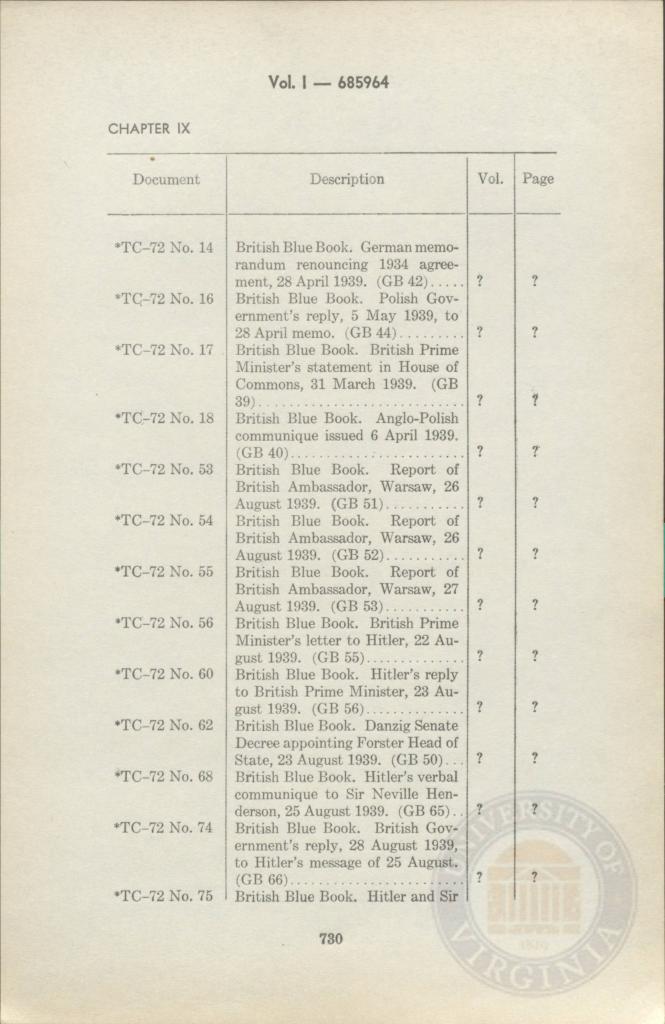 Vol. I — 685964
CHAPTER IX
Document Description Vol. Page
*TC–72 No. 14 British Blue Book. German memo-
randum renouncing 1934 agree-
ment, 28 April 1939. (GB 42)..... ? ?
*TC–72 No. 16 British Blue Book. Polish Gov-
ernment's reply, 5 May 1939, to
28 April memo. (GB 44)......... ? ?
*TC–72 No. 17 British Blue Book. British Prime
Minister's statement in House of
Commons, 31 March 1939. (GB
39)............................ ? ?
*TC–72 No. 18 British Blue Book. Anglo-Polish
communique issued 6 April 1939.
(GB 40)........................ ? ?
*TC–72 No. 53 British Blue Book. Report of
British Ambassador, Warsaw, 26
August 1939. (GB 51)........... ? ?
*TC–72 No. 54 British Blue Book. Report of
British Ambassador, Warsaw, 26
August 1939. (GB 52)........... ? ?
*TC–72 No. 55 British Blue Book. Report of
British Ambassador, Warsaw, 27
August 1939. (GB 53)........... ? ?
*TC–72 No. 56 British Blue Book. British Prime
Minister's letter to Hitler, 22 Au-
gust 1939. (GB 55).............. ? ?
*TC–72 No. 60 British Blue Book. Hitler's reply
to British Prime Minister, 23 Au-
gust 1939. (GB 56).............. ? ?
*TC–72 No. 62 British Blue Book. Danzig Senate
Decree appointing Forster Head of
State, 23 August 1939. (GB 50)... ? ?
*TC–72 No. 68 British Blue Book. Hitler's verbal
communique to Sir Neville Hen-
derson, 25 August 1939. (GB 65).. ? ?
*TC–72 No. 74 British Blue Book. British Gov-
ernment's reply, 28 August 1939,
to Hitler's message of 25 August.
(GB 66)........................ ? ?
*TC–72 No. 75 British Blue Book. Hitler and Sir
730
UNIVERSITY OF
VIRGINIA
1819